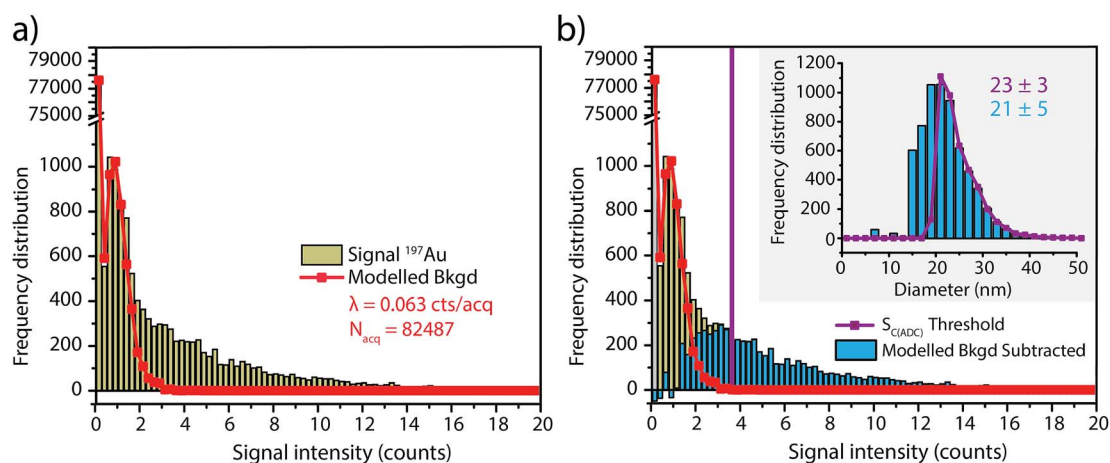 a)
79000
77000
75000
1000
800
600
400
200
0
Frequency distribution
Signal ¹⁹⁷Au
Modelled Bkgd
λ = 0.063 cts/acq
N_acq = 82487
0 2 4 6 8 10 12 14 16 18 20
Signal intensity (counts)
b)
79000
77000
75000
1000
800
600
400
200
0
Frequency distribution
1200
1000
800
600
400
200
0
Frequency distribution
23 ± 3
21 ± 5
0 10 20 30 40 50
Diameter (nm)
S_C(ADC) Threshold
Modelled Bkgd Subtracted
0 2 4 6 8 10 12 14 16 18 20
Signal intensity (counts)